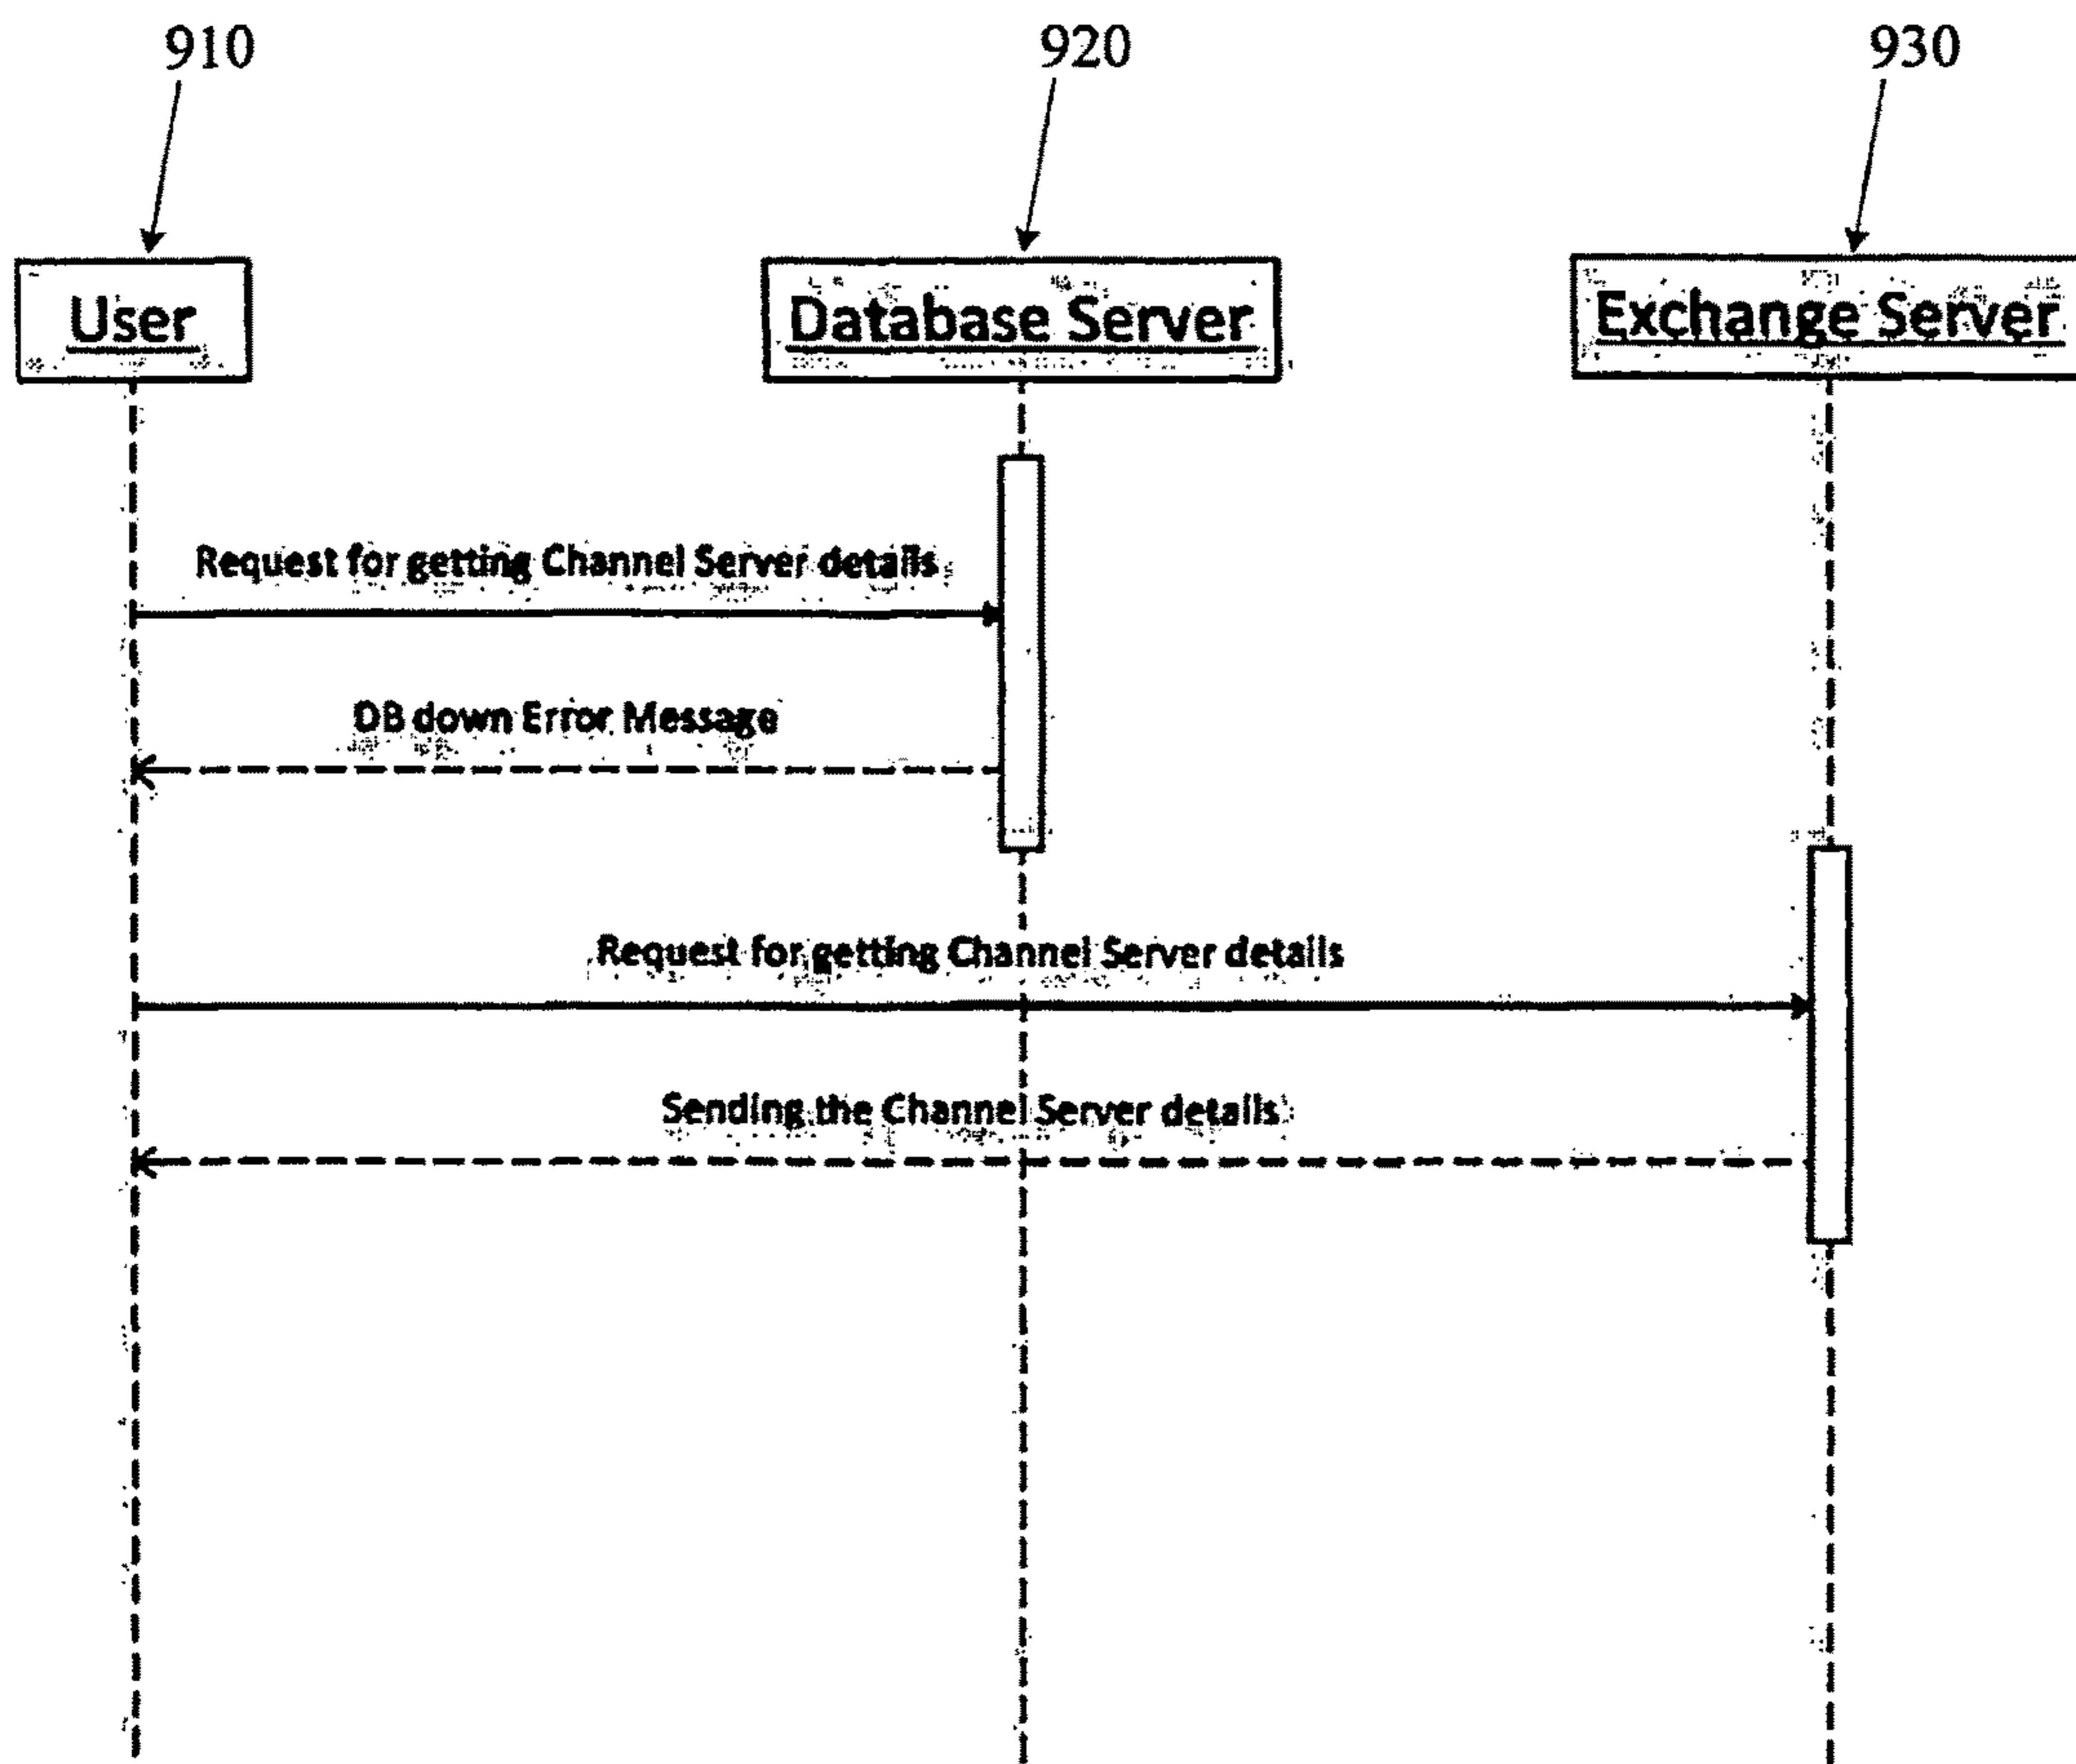 910
920
930
User
Database Server
Exchange Server
Request for getting Channel Server details
DB down Error Message
Request for getting Channel Server details
Sending the Channel Server details